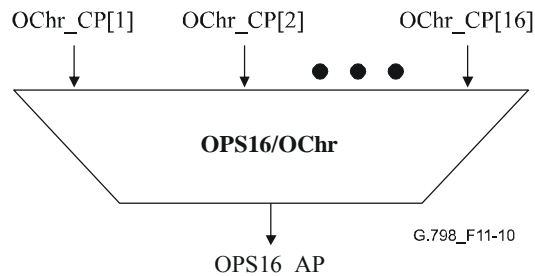 OChr_CP[1] OChr_CP[2] OChr_CP[16]
OPS16/OChr
G.798_F11-10
OPS16_AP